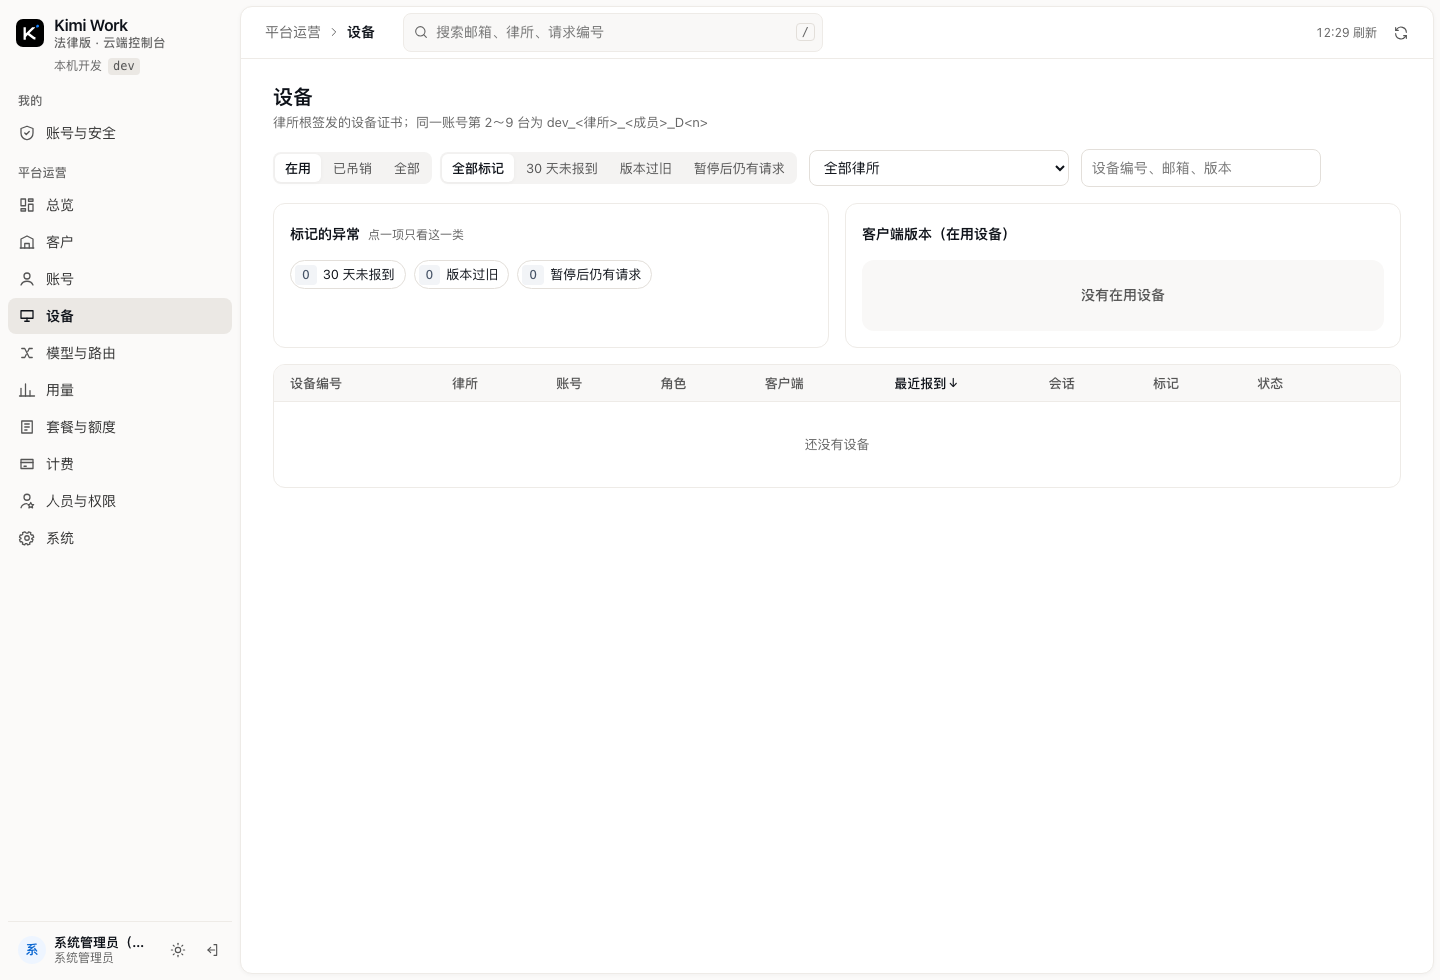 Kimi Work
法律版 · 云端控制台
本机开发 dev
我的
账号与安全
平台运营
总览
客户
账号
设备
模型与路由
用量
套餐与额度
计费
人员与权限
系统
系 系统管理员（...
系统管理员
平台运营 > 设备
搜索邮箱、律所、请求编号 /
12:29 刷新
设备
律所根签发的设备证书；同一账号第 2～9 台为 dev_<律所>_<成员>_D<n>
在用 已吊销 全部 全部标记 30 天未报到 版本过旧 暂停后仍有请求 全部律所 设备编号、邮箱、版本
标记的异常 点一项只看这一类
0 30 天未报到 0 版本过旧 0 暂停后仍有请求
客户端版本（在用设备）
没有在用设备
设备编号 律所 账号 角色 客户端 最近报到↓ 会话 标记 状态
还没有设备